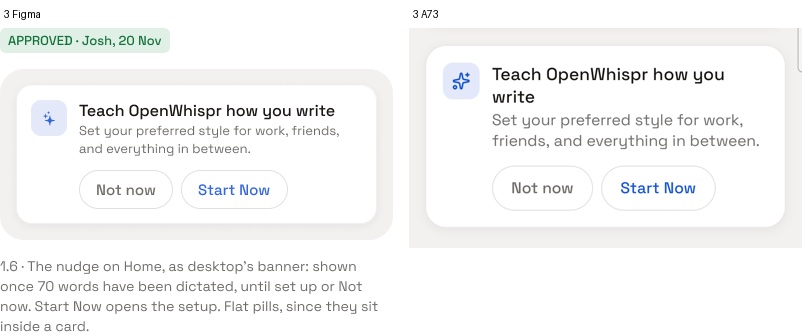 3 Figma
APPROVED · Josh, 20 Nov
Teach OpenWhispr how you write
Set your preferred style for work, friends,
and everything in between.
Not now
Start Now
1.6 · The nudge on Home, as desktop's banner: shown
once 70 words have been dictated, until set up or Not
now. Start Now opens the setup. Flat pills, since they sit
inside a card.
3 A73
Teach OpenWhispr how you
write
Set your preferred style for work,
friends, and everything in between.
Not now
Start Now